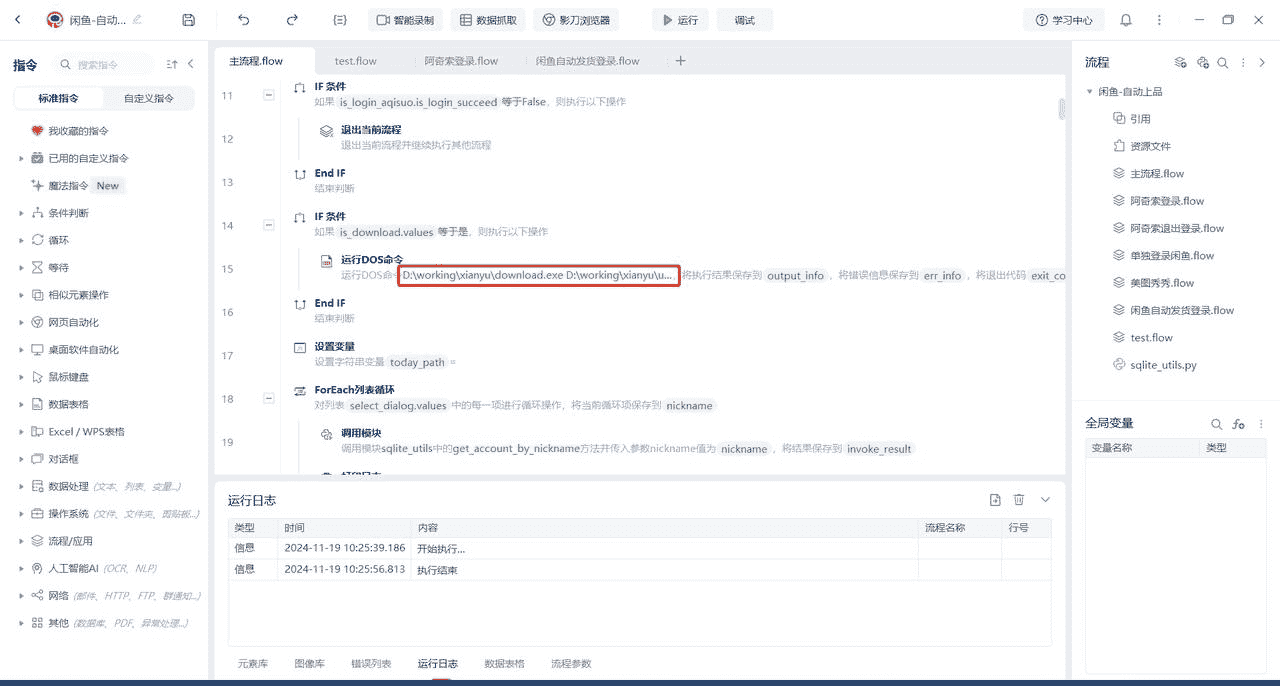 闲鱼-自动...
智能录制
数据抓取
影刀浏览器
运行
调试
学习中心
指令
搜索指令
标准指令
自定义指令
我收藏的指令
已用的自定义指令
魔法指令 New
条件判断
循环
等待
相似元素操作
网页自动化
桌面软件自动化
鼠标键盘
数据表格
Excel / WPS表格
对话框
数据处理 (文本、列表、变量...)
操作系统 (文件、文件夹、剪贴板...)
流程/应用
人工智能AI (OCR、NLP)
网络 (邮件、HTTP、FTP、群通知...)
其他 (数据库、PDF、异常处理...)
主流程.flow
test.flow
阿奇索登录.flow
闲鱼自动发货登录.flow
11
IF 条件
如果 is_login_aqisuo.is_login_succeed 等于False，则执行以下操作
12
退出当前流程
退出当前流程并继续执行其他流程
13
End IF
结束判断
14
IF 条件
如果 is_download.values 等于是，则执行以下操作
15
运行DOS命令
运行DOS命令 D:\working\xianyu\download.exe D:\working\xianyu\u... ，将执行结果保存到 output_info ，将错误信息保存到 err_info ，将退出代码 exit_co
16
End IF
结束判断
17
设置变量
设置字符串变量 today_path =
18
ForEach列表循环
对列表 select_dialog.values 中的每一项进行循环操作，将当前循环项保存到 nickname
19
调用模块
调用模块sqlite_utils中的get_account_by_nickname方法并传入参数nickname值为 nickname ，将结果保存到 invoke_result
打印日志
运行日志
类型 时间 内容 流程名称 行号
信息 2024-11-19 10:25:39.186 开始执行...
信息 2024-11-19 10:25:56.813 执行结束
元素库
图像库
错误列表
运行日志
数据表格
流程参数
流程
闲鱼-自动上品
引用
资源文件
主流程.flow
阿奇索登录.flow
阿奇索退出登录.flow
单独登录闲鱼.flow
美图秀秀.flow
闲鱼自动发货登录.flow
test.flow
sqlite_utils.py
全局变量
变量名称 类型